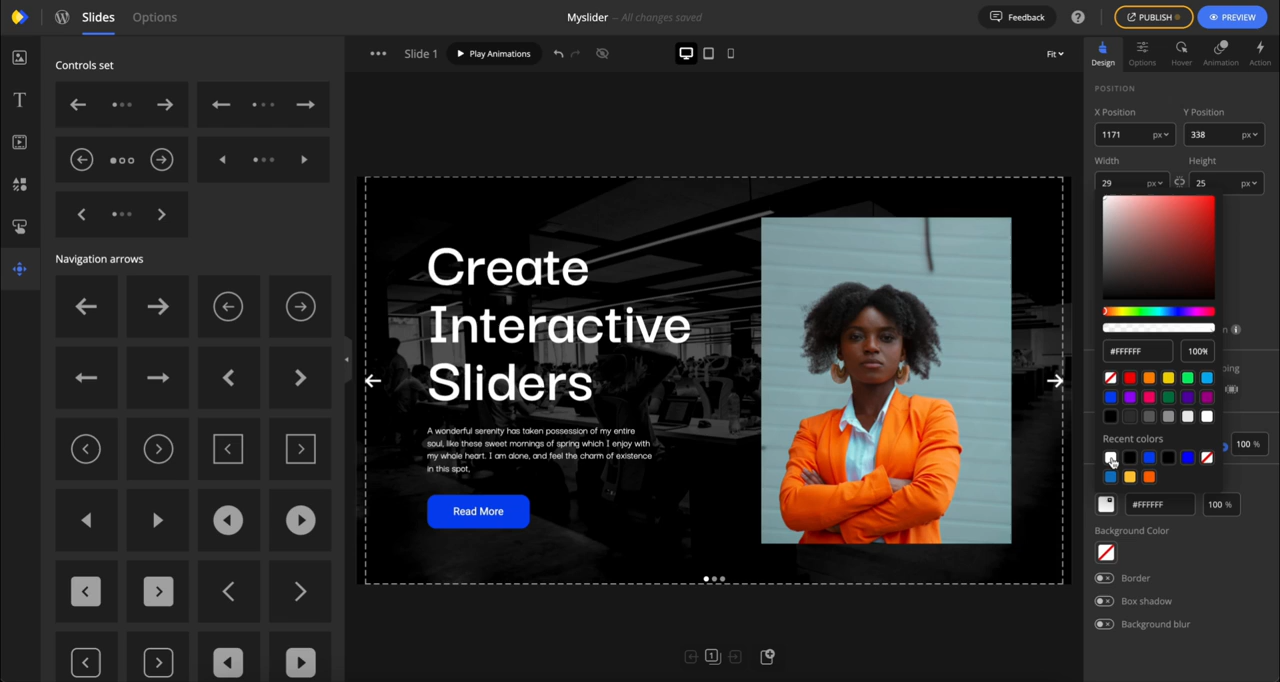 Slides
Options
Myslider – All changes saved
Feedback
?
PUBLISH
PREVIEW
Controls set
Navigation arrows
Slide 1
Play Animations
Fit
Create
Interactive
Sliders
A wonderful serenity has taken possession of my entire
soul, like these sweet mornings of spring which I enjoy with
my whole heart. I am alone, and feel the charm of existence
in this spot.
Read More
1
Design
Options
Hover
Animation
Action
POSITION
X Position
Y Position
1171 px
338 px
Width
Height
29 px
25 px
#FFFFFF
100%
Recent colors
100 %
#FFFFFF
100 %
Background Color
Border
Box shadow
Background blur